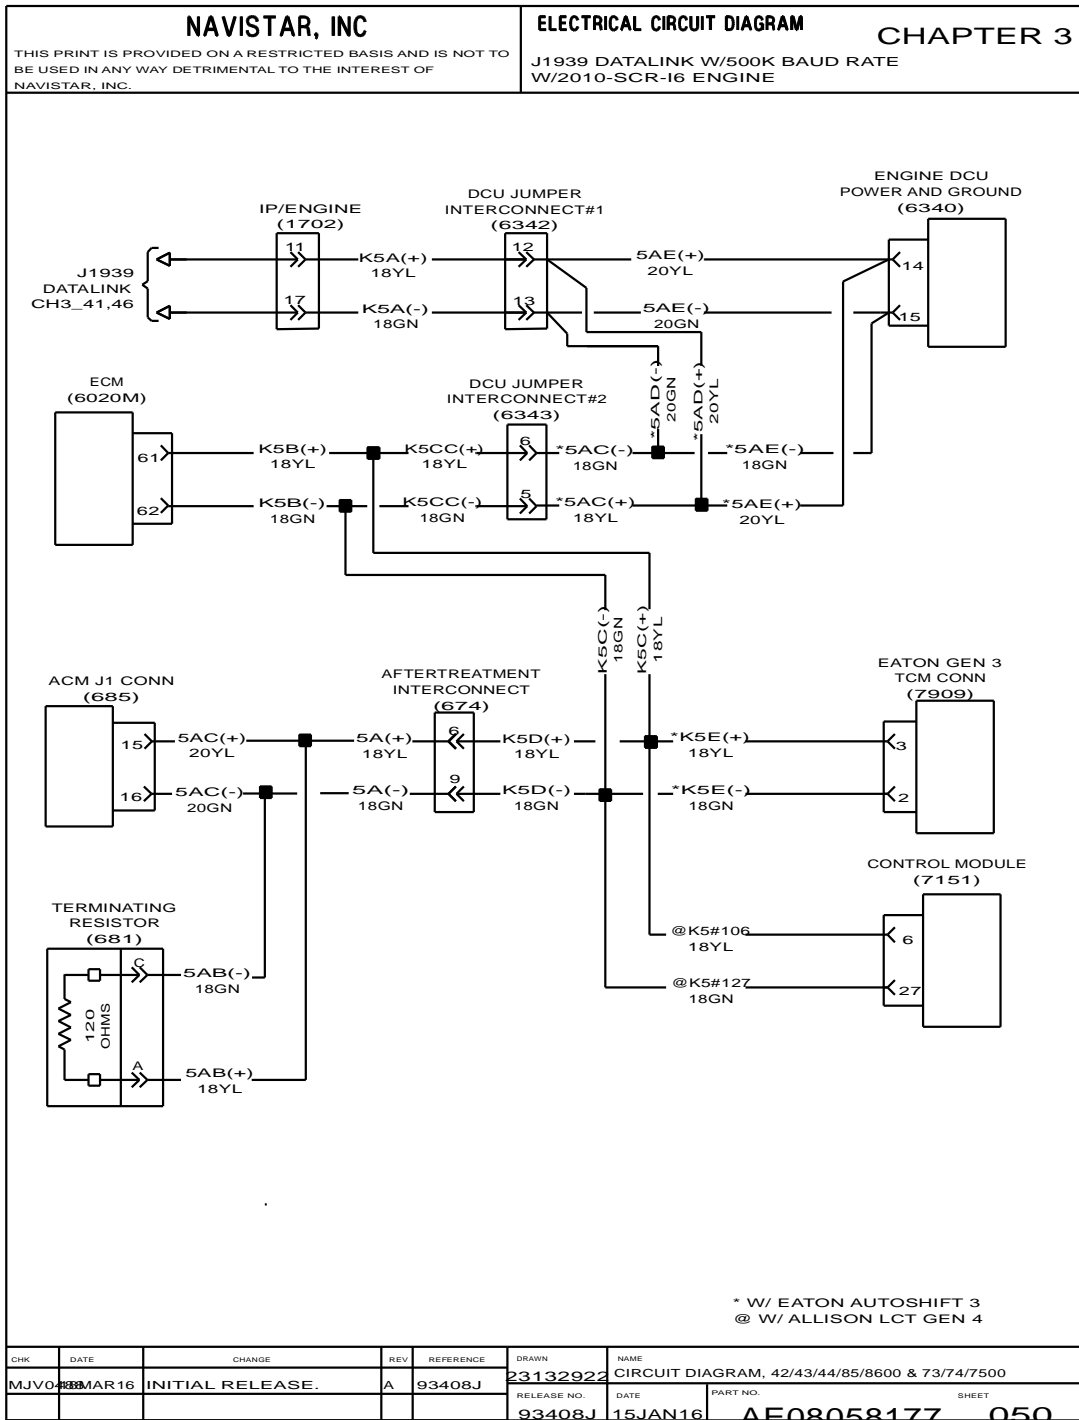 NAVISTAR, INC
THIS PRINT IS PROVIDED ON A RESTRICTED BASIS AND IS NOT TO
BE USED IN ANY WAY DETRIMENTAL TO THE INTEREST OF
NAVISTAR, INC.
ELECTRICAL CIRCUIT DIAGRAM
CHAPTER 3
J1939 DATALINK W/500K BAUD RATE
W/2010-SCR-I6 ENGINE
ENGINE DCU
POWER AND GROUND
(6340)
14
15
DCU JUMPER
INTERCONNECT#1
(6342)
12
13
IP/ENGINE
(1702)
11
17
J1939
DATALINK
CH3_41,46
K5A(+)
18YL
K5A(-)
18GN
5AE(+)
20YL
5AE(-)
20GN
*5AD(-)
20GN
*5AD(+)
20YL
ECM
(6020M)
61
62
K5B(+)
18YL
K5B(-)
18GN
K5CC(+)
18YL
K5CC(-)
18GN
DCU JUMPER
INTERCONNECT#2
(6343)
6
5
*5AC(-)
18GN
*5AC(+)
18YL
*5AE(-)
18GN
*5AE(+)
20YL
K5C(-)
18GN
K5C(+)
18YL
ACM J1 CONN
(685)
15
16
5AC(+)
20YL
5AC(-)
20GN
5A(+)
18YL
5A(-)
18GN
AFTERTREATMENT
INTERCONNECT
(674)
6
9
K5D(+)
18YL
K5D(-)
18GN
*K5E(+)
18YL
*K5E(-)
18GN
EATON GEN 3
TCM CONN
(7909)
3
2
CONTROL MODULE
(7151)
6
27
@K5#106
18YL
@K5#127
18GN
TERMINATING
RESISTOR
(681)
C
A
120
OHMS
5AB(-)
18GN
5AB(+)
18YL
* W/ EATON AUTOSHIFT 3
@ W/ ALLISON LCT GEN 4
CHK DATE CHANGE REV REFERENCE
INITIAL RELEASE. A 93408J
DRAWN
23132922
NAME
CIRCUIT DIAGRAM, 42/43/44/85/8600 & 73/74/7500
RELEASE NO.
93408J
DATE
15JAN16
PART NO.
AE08058177
SHEET
050